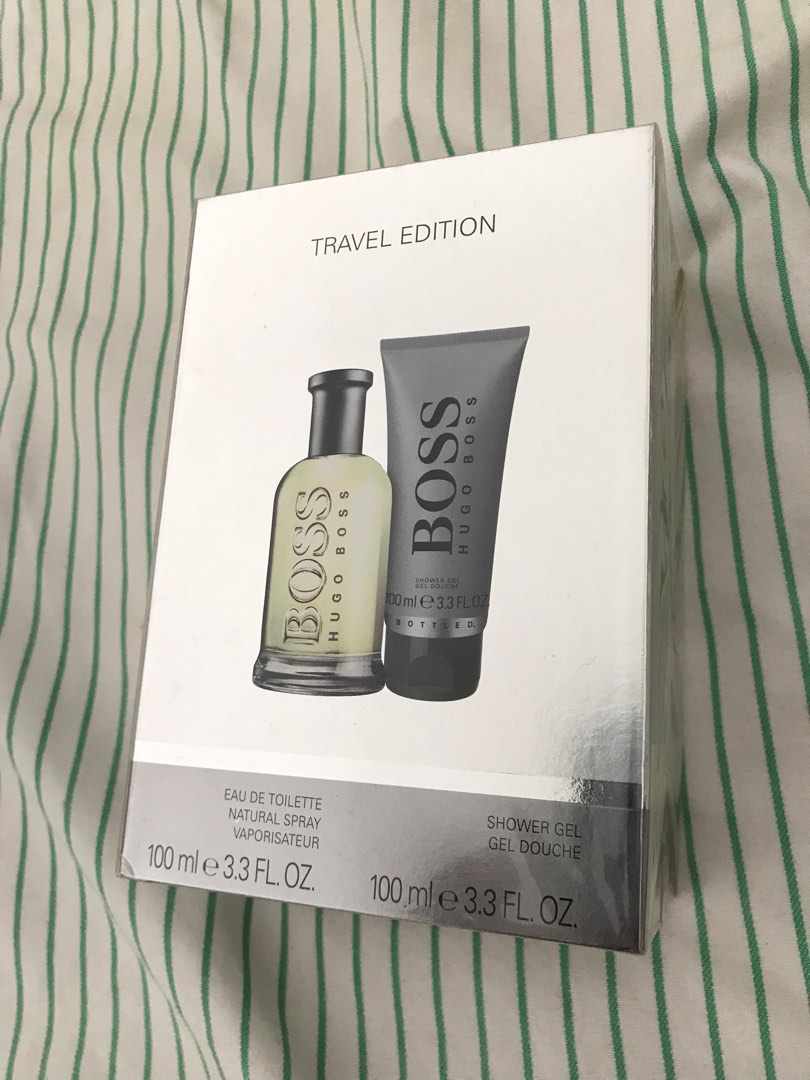 TRAVEL EDITION
BOSS
HUGO BOSS
BOSS
HUGO BOSS
SHOWER GEL
GEL DOUCHE
100 ml e 3.3 FL.OZ.
BOTTLED.
EAU DE TOILETTE
NATURAL SPRAY
VAPORISATEUR
100 ml e 3.3 FL. OZ.
SHOWER GEL
GEL DOUCHE
100 ml e 3.3 FL. OZ.